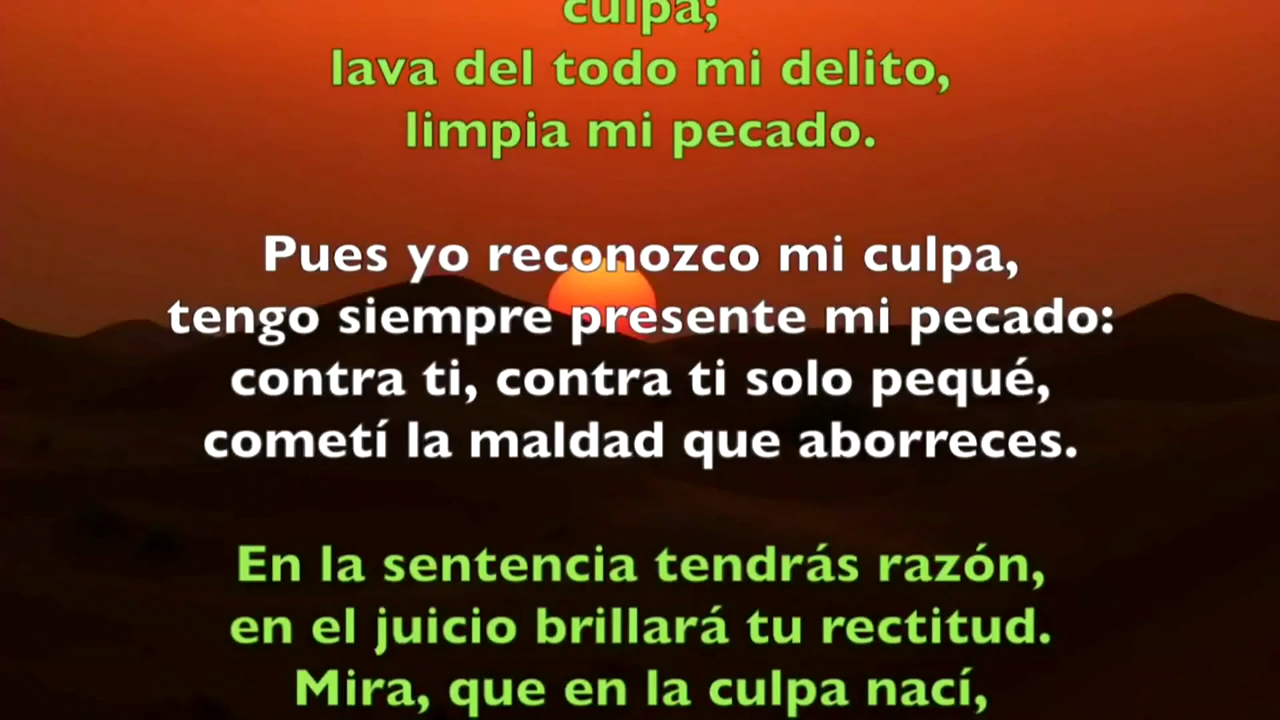 culpa;
lava del todo mi delito,
limpia mi pecado.
Pues yo reconozco mi culpa,
tengo siempre presente mi pecado:
contra ti, contra ti solo pequé,
cometí la maldad que aborreces.
En la sentencia tendrás razón,
en el juicio brillará tu rectitud.
Mira, que en la culpa nací,